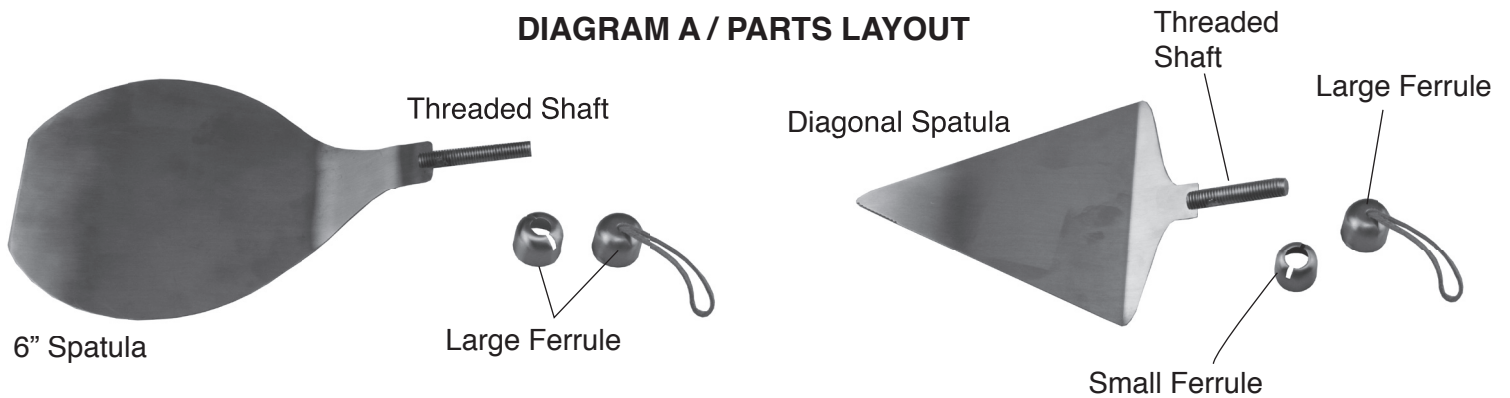 DIAGRAM A / PARTS LAYOUT
Threaded Shaft
6” Spatula
Large Ferrule
Diagonal Spatula
Threaded
Shaft
Large Ferrule
Small Ferrule